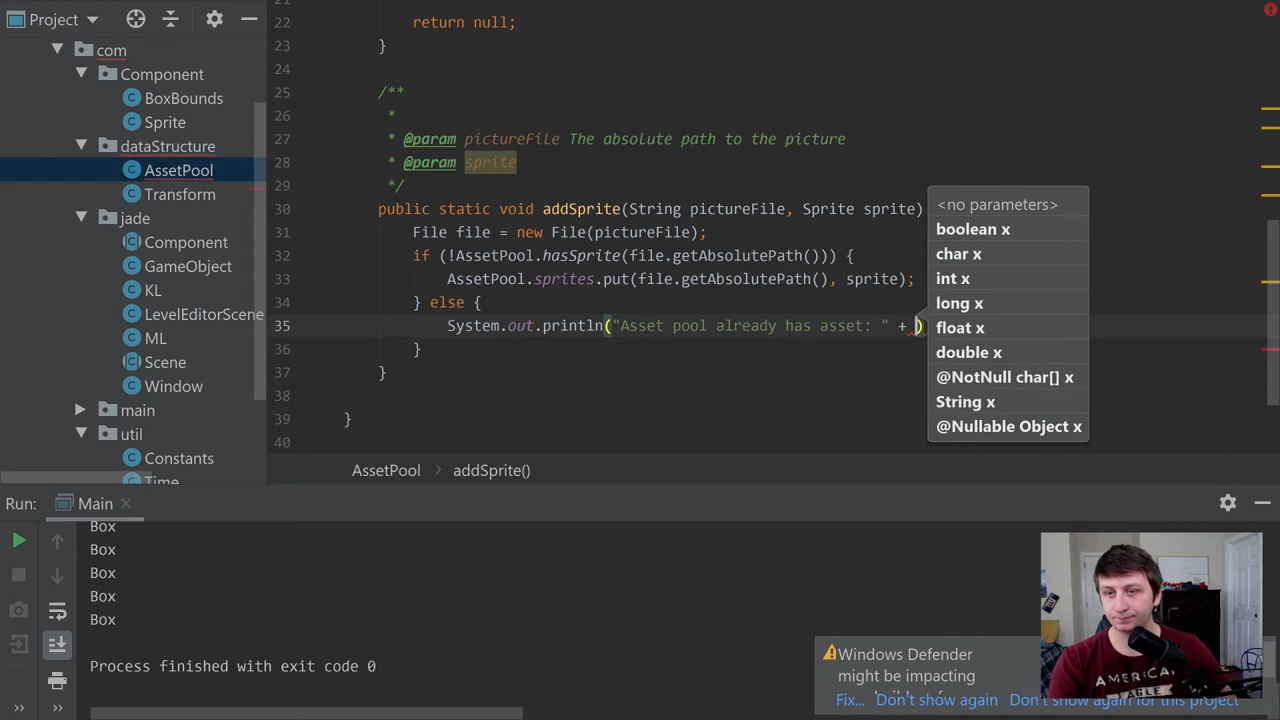 Project
com
Component
BoxBounds
Sprite
dataStructure
AssetPool
Transform
jade
Component
GameObject
KL
LevelEditorScene
ML
Scene
Window
main
util
Constants
Time
22 return null;
23 }
24
25 /**
26 *
27 * @param pictureFile The absolute path to the picture
28 * @param sprite
29 */
30 public static void addSprite(String pictureFile, Sprite sprite)
31 File file = new File(pictureFile);
32 if (!AssetPool.hasSprite(file.getAbsolutePath())) {
33 AssetPool.sprites.put(file.getAbsolutePath(), sprite);
34 } else {
35 System.out.println("Asset pool already has asset: " + )
36 }
37 }
38
39 }
40
<no parameters>
boolean x
char x
int x
long x
float x
double x
@NotNull char[] x
String x
@Nullable Object x
AssetPool > addSprite()
Run: Main
Box
Box
Box
Box
Box
Process finished with exit code 0
Windows Defender
might be impacting
Fix... Don't show again Don't show again for this project
AMERICAN
EAGLE